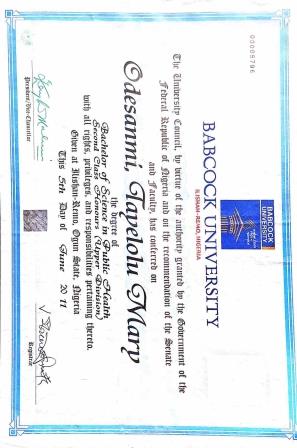 00005706
BABCOCK
UNIVERSITY
BABCOCK UNIVERSITY
ILISHAN-REMO, NIGERIA
The University Council, by virtue of the authority granted by the Government of the
Federal Republic of Nigeria and on the recommendation of the Senate
and Faculty, has conferred on
Odesanmi, Tayelolu Mary
the degree of
Bachelor of Science in Public Health
Second Class Honours (Upper Division)
with all rights, privileges, and responsibilities pertaining thereto.
Given at Ilishan-Remo, Ogun State, Nigeria
This 5th Day of June 2011
President/Vice-Chancellor
Registrar